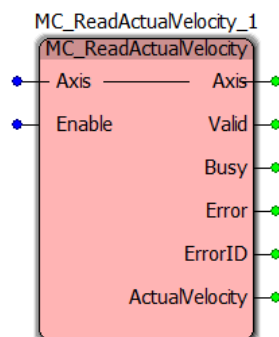 MC_ReadActualVelocity_1
MC_ReadActualVelocity
Axis Axis
Enable Valid
Busy
Error
ErrorID
ActualVelocity